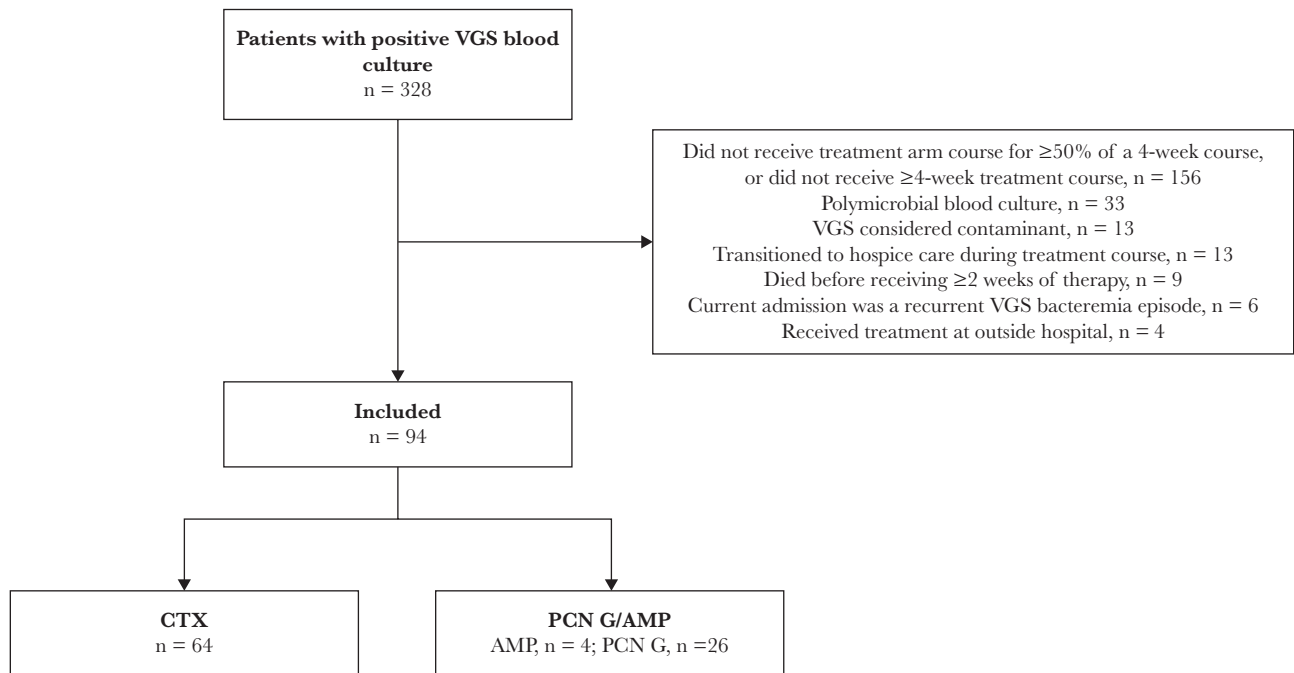 Patients with positive VGS blood
culture
n = 328
Did not receive treatment arm course for ≥50% of a 4-week course,
or did not receive ≥4-week treatment course, n = 156
Polymicrobial blood culture, n = 33
VGS considered contaminant, n = 13
Transitioned to hospice care during treatment course, n = 13
Died before receiving ≥2 weeks of therapy, n = 9
Current admission was a recurrent VGS bacteremia episode, n = 6
Received treatment at outside hospital, n = 4
Included
n = 94
CTX
n = 64
PCN G/AMP
AMP, n = 4; PCN G, n =26